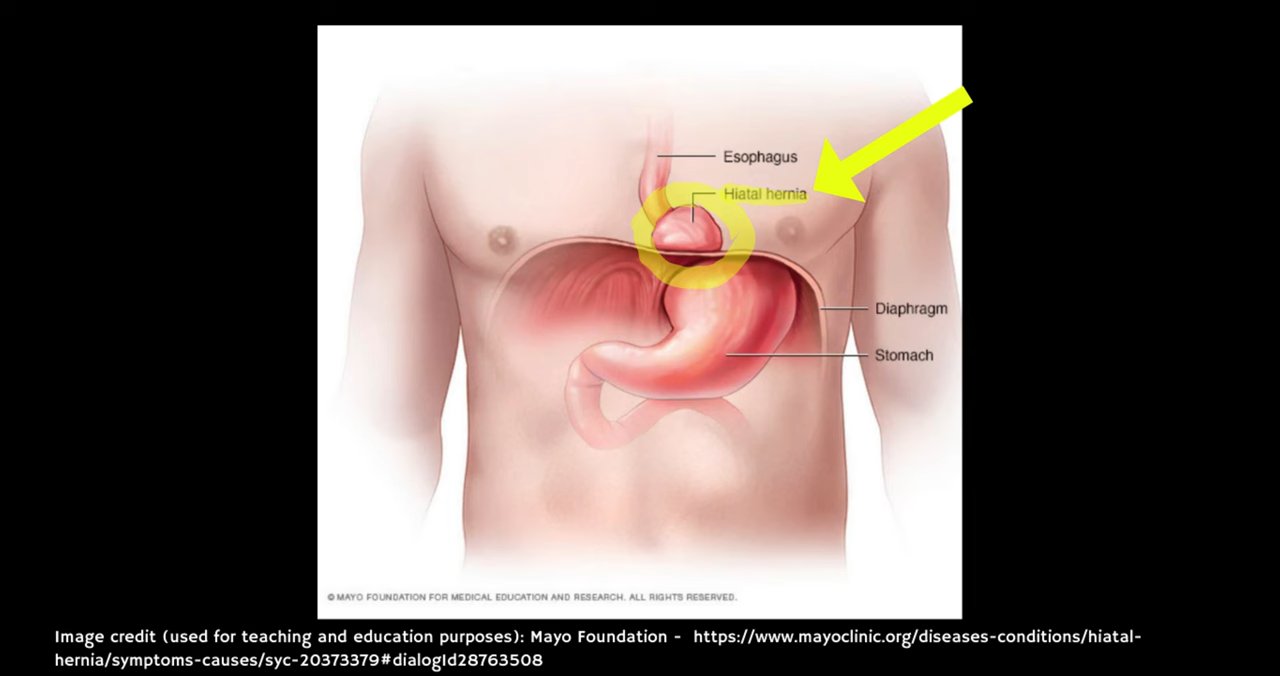 Esophagus
Hiatal hernia
Diaphragm
Stomach
© MAYO FOUNDATION FOR MEDICAL EDUCATION AND RESEARCH. ALL RIGHTS RESERVED.
Image credit (used for teaching and education purposes): Mayo Foundation - https://www.mayoclinic.org/diseases-conditions/hiatal-
hernia/symptoms-causes/syc-20373379#dialogId28763508